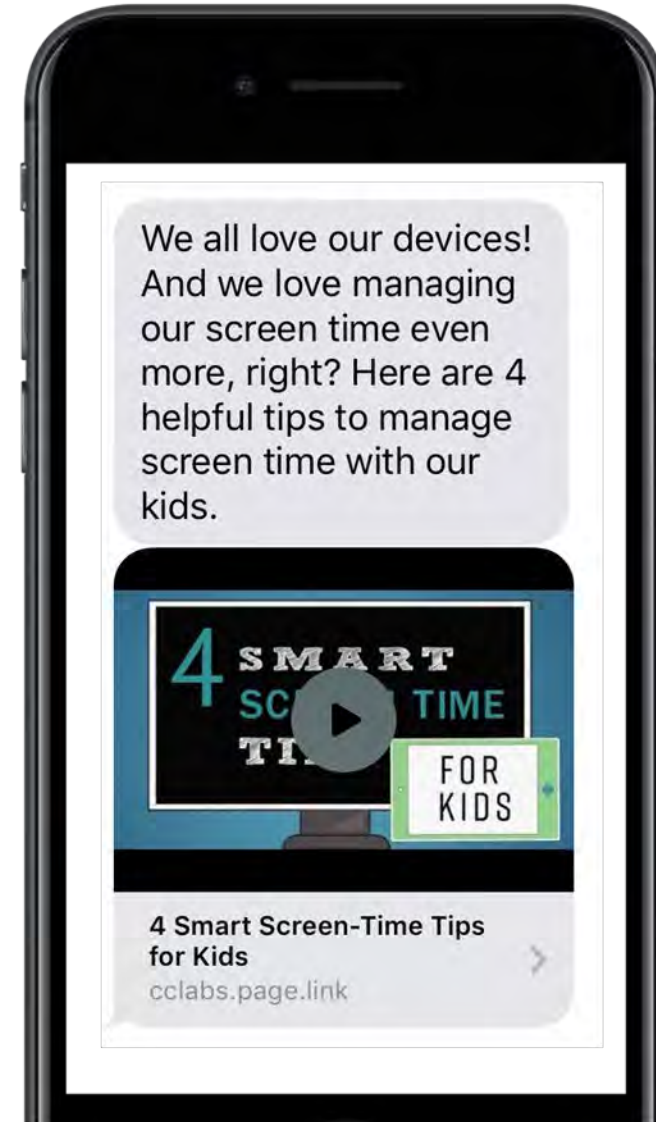 We all love our devices!
And we love managing
our screen time even
more, right? Here are 4
helpful tips to manage
screen time with our
kids.
4 SMART
TIME
FOR
KIDS
4 Smart Screen-Time Tips
for Kids
cclabs.page.link